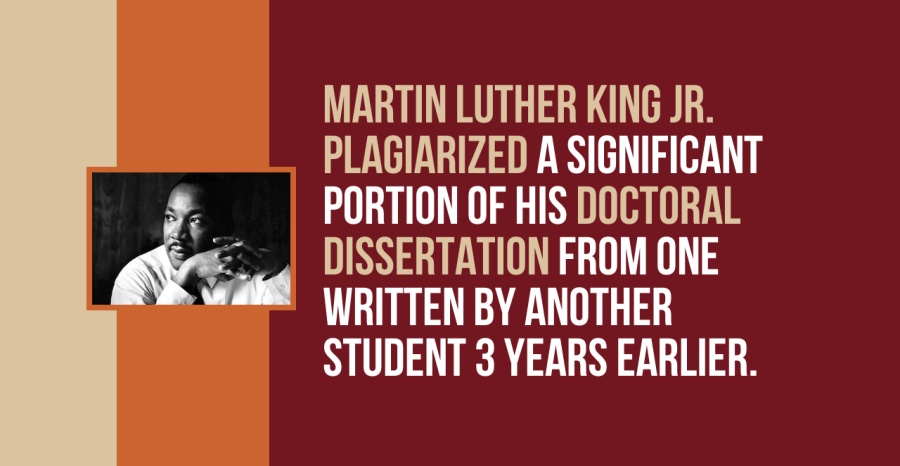 MARTIN LUTHER KING JR.
PLAGIARIZED A SIGNIFICANT
PORTION OF HIS DOCTORAL
DISSERTATION FROM ONE
WRITTEN BY ANOTHER
STUDENT 3 YEARS EARLIER.